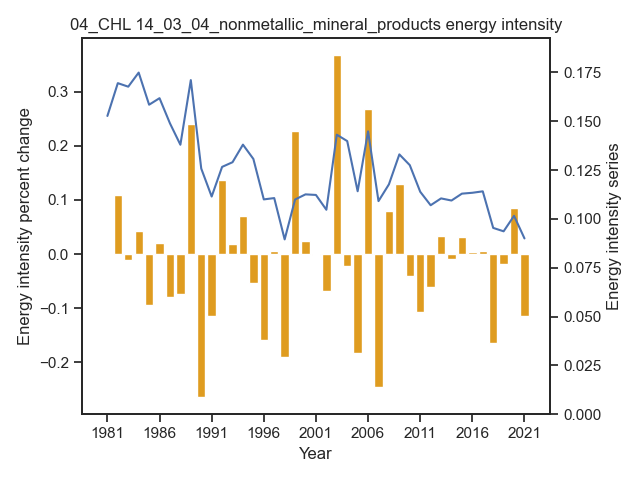 04_CHL 14_03_04_nonmetallic_mineral_products energy intensity
Energy intensity percent change
0.3
0.2
0.1
0.0
−0.1
−0.2
0.175
0.150
0.125
0.100
0.075
0.050
0.025
0.000
Energy intensity series
1981 1986 1991 1996 2001 2006 2011 2016 2021
Year